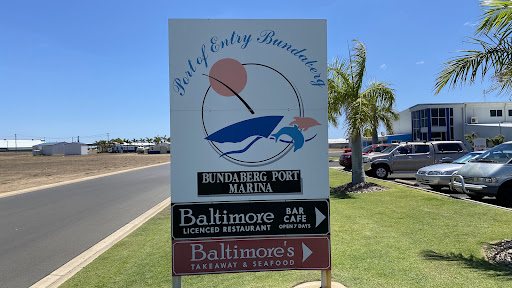 Port of Entry Bundaberg
BUNDABERG PORT
MARINA
Baltimore BAR
CAFE
LICENCED RESTAURANT OPEN 7 DAYS
Baltimore's
TAKEAWAY & SEAFOOD